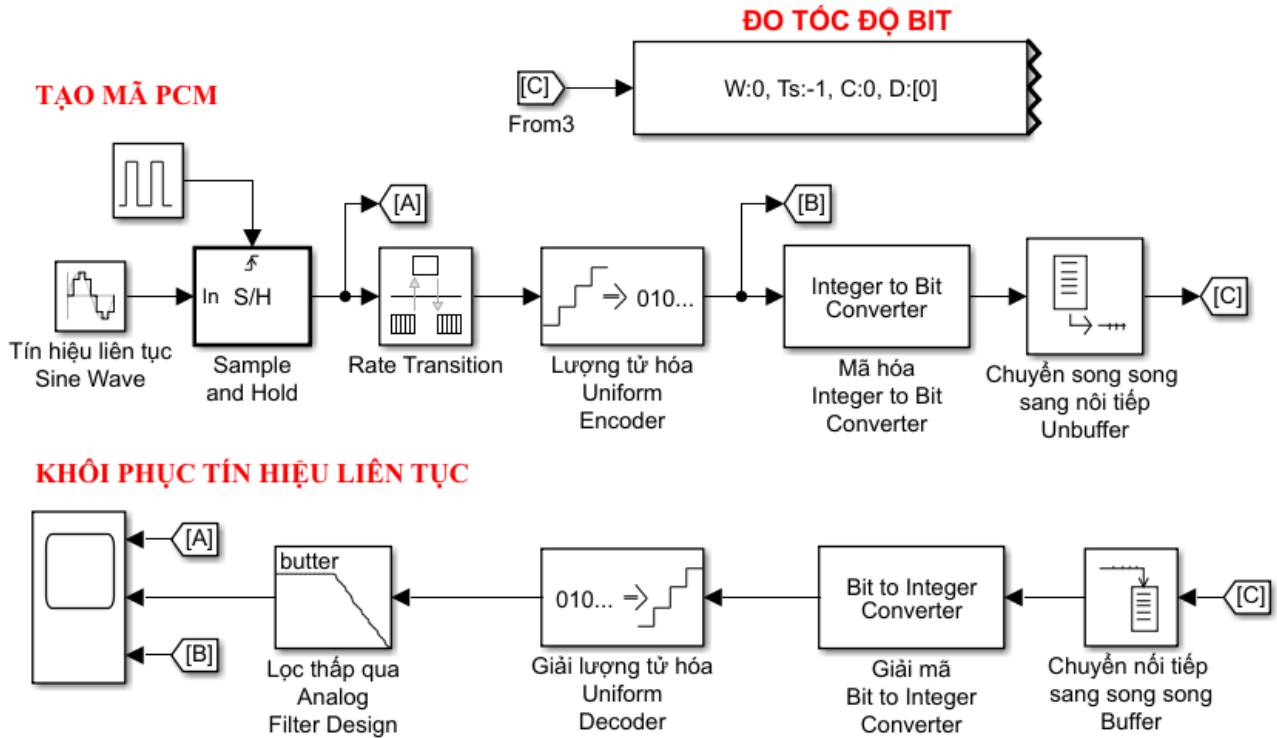 ĐO TỐC ĐỘ BIT
[C]
From3
W:0, Ts:-1, C:0, D:[0]
TẠO MÃ PCM
[A]
[B]
In S/H
010...
Integer to Bit
Converter
[C]
Tín hiệu liên tục
Sine Wave
Sample
and Hold
Rate Transition
Lượng tử hóa
Uniform
Encoder
Mã hóa
Integer to Bit
Converter
Chuyển song song
sang nôi tiếp
Unbuffer
KHÔI PHỤC TÍN HIỆU LIÊN TỤC
[A]
[B]
butter
Lọc thấp qua
Analog
Filter Design
010...
Giải lượng tử hóa
Uniform
Decoder
Bit to Integer
Converter
Giải mã
Bit to Integer
Converter
[C]
Chuyển nối tiếp
sang song song
Buffer